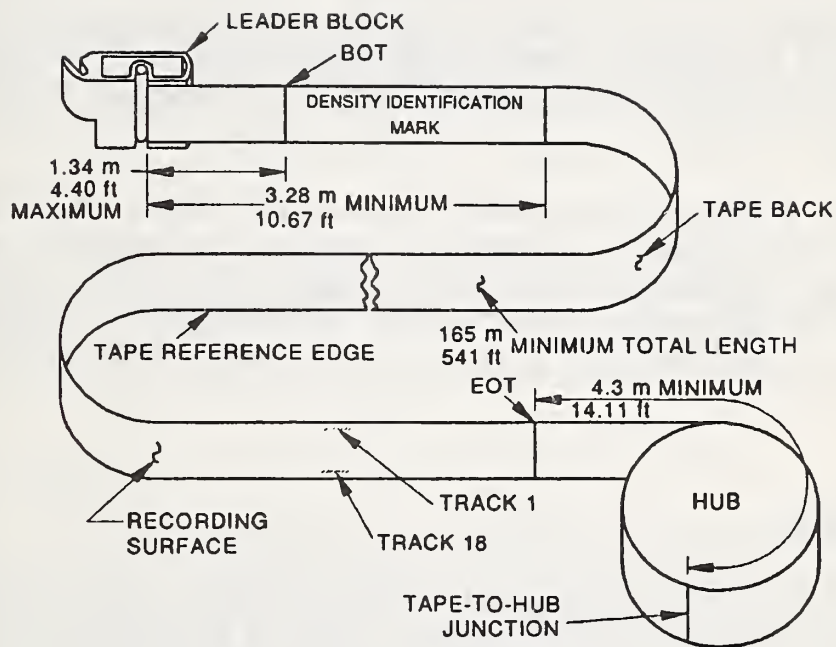 LEADER BLOCK
BOT
DENSITY IDENTIFICATION
MARK
1.34 m
4.40 ft
MAXIMUM
3.28 m
10.67 ft
MINIMUM
TAPE BACK
TAPE REFERENCE EDGE
165 m
541 ft
MINIMUM TOTAL LENGTH
EOT
4.3 m MINIMUM
14.11 ft
TRACK 1
HUB
RECORDING
SURFACE
TRACK 18
TAPE-TO-HUB
JUNCTION